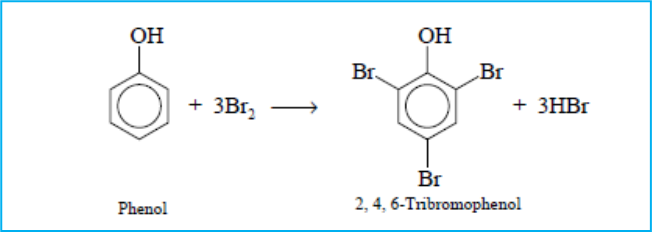 OH
+ 3Br₂ ⟶
Phenol
OH
Br Br
Br
+ 3HBr
2, 4, 6-Tribromophenol